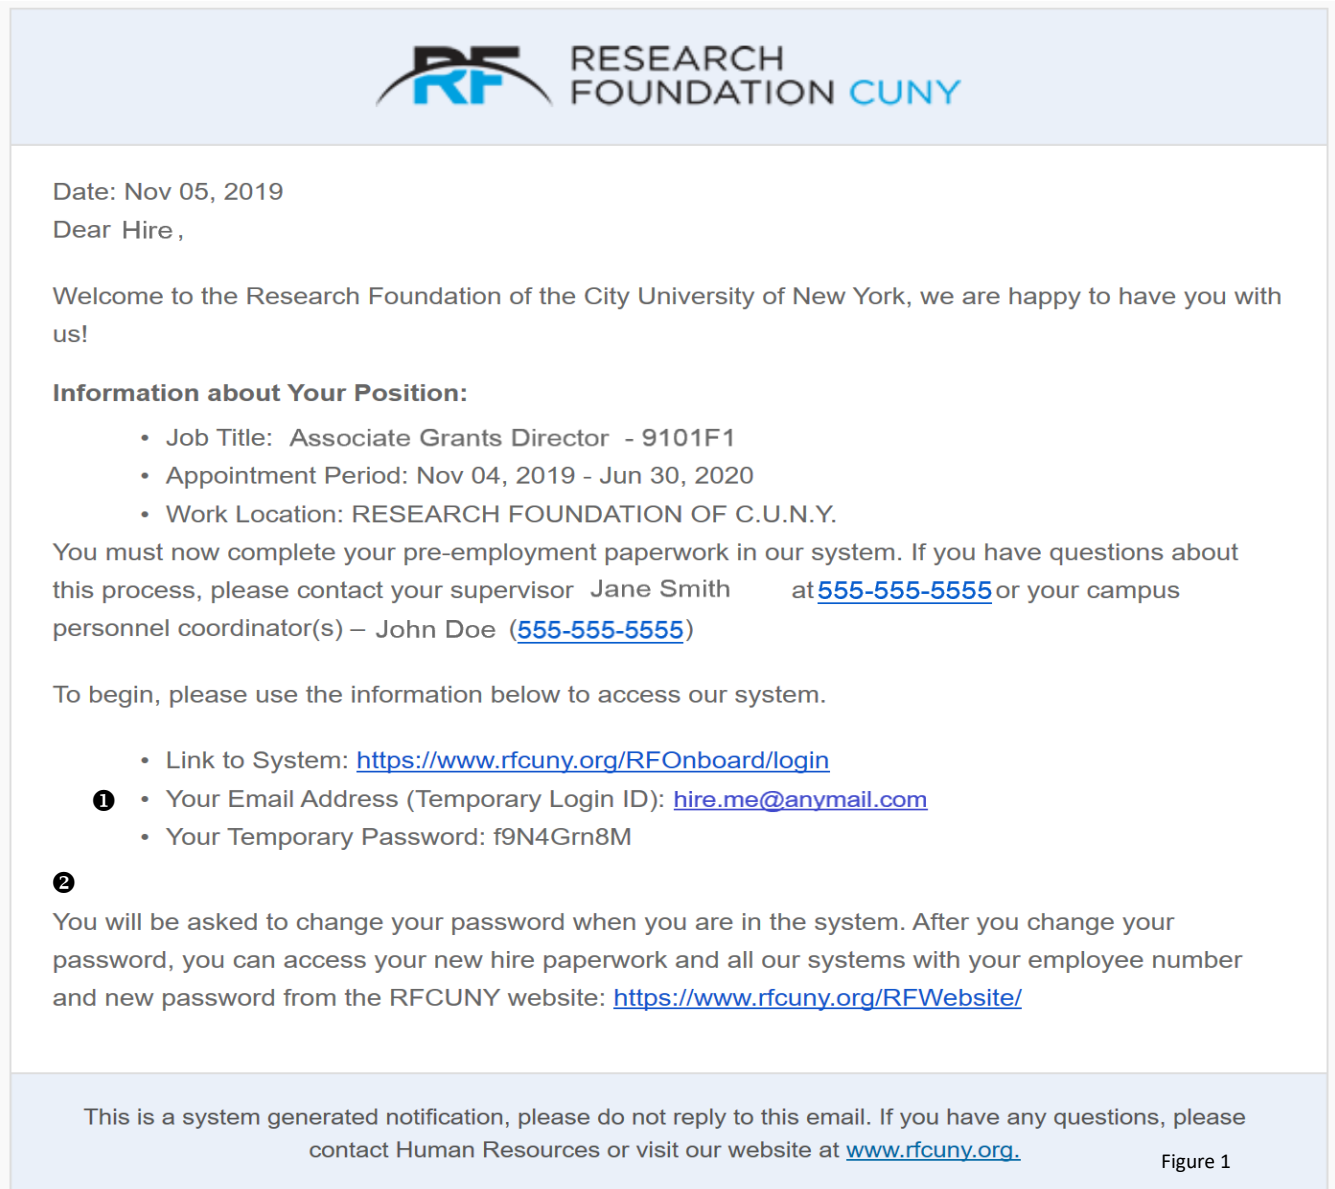 RF RESEARCH
FOUNDATION CUNY
Date: Nov 05, 2019
Dear Hire,
Welcome to the Research Foundation of the City University of New York, we are happy to have you with
us!
Information about Your Position:
• Job Title: Associate Grants Director - 9101F1
• Appointment Period: Nov 04, 2019 - Jun 30, 2020
• Work Location: RESEARCH FOUNDATION OF C.U.N.Y.
You must now complete your pre-employment paperwork in our system. If you have questions about
this process, please contact your supervisor Jane Smith at 555-555-5555 or your campus
personnel coordinator(s) – John Doe (555-555-5555)
To begin, please use the information below to access our system.
• Link to System: https://www.rfcuny.org/RFOnboard/login
❶ • Your Email Address (Temporary Login ID): hire.me@anymail.com
• Your Temporary Password: f9N4Grn8M
❷
You will be asked to change your password when you are in the system. After you change your
password, you can access your new hire paperwork and all our systems with your employee number
and new password from the RFCUNY website: https://www.rfcuny.org/RFWebsite/
This is a system generated notification, please do not reply to this email. If you have any questions, please
contact Human Resources or visit our website at www.rfcuny.org.
Figure 1